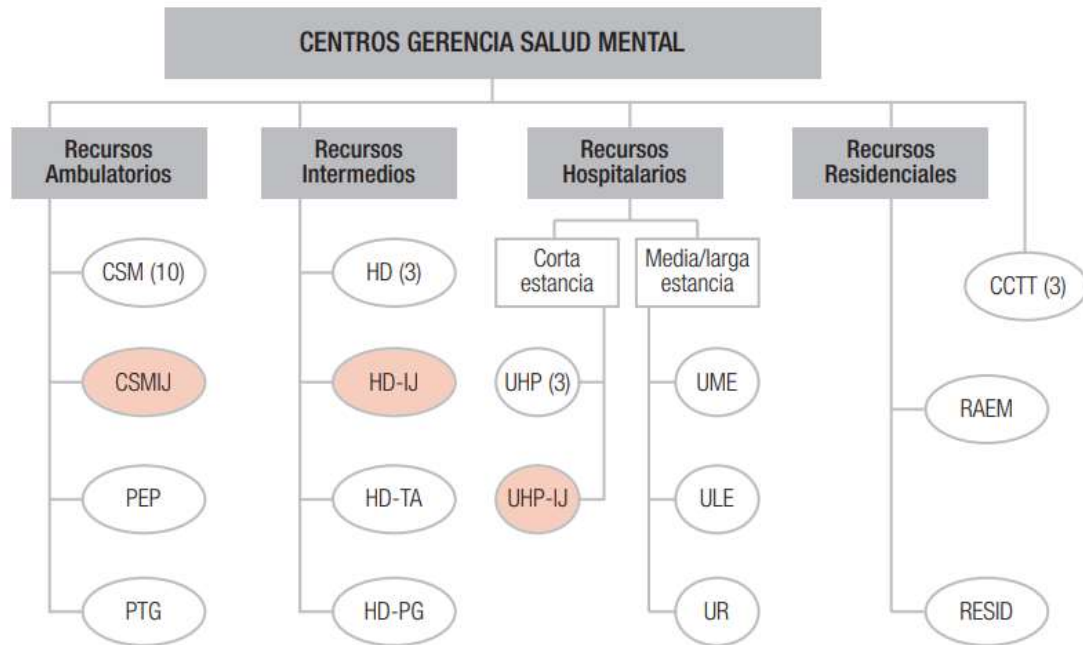 CENTROS GERENCIA SALUD MENTAL
Recursos
Ambulatorios
Recursos
Intermedios
Recursos
Hospitalarios
Recursos
Residenciales
CSM (10)
HD (3)
Corta
estancia
Media/larga
estancia
CCTT (3)
CSMIJ
HD-IJ
UHP (3)
UME
RAEM
PEP
HD-TA
UHP-IJ
ULE
PTG
HD-PG
UR
RESID